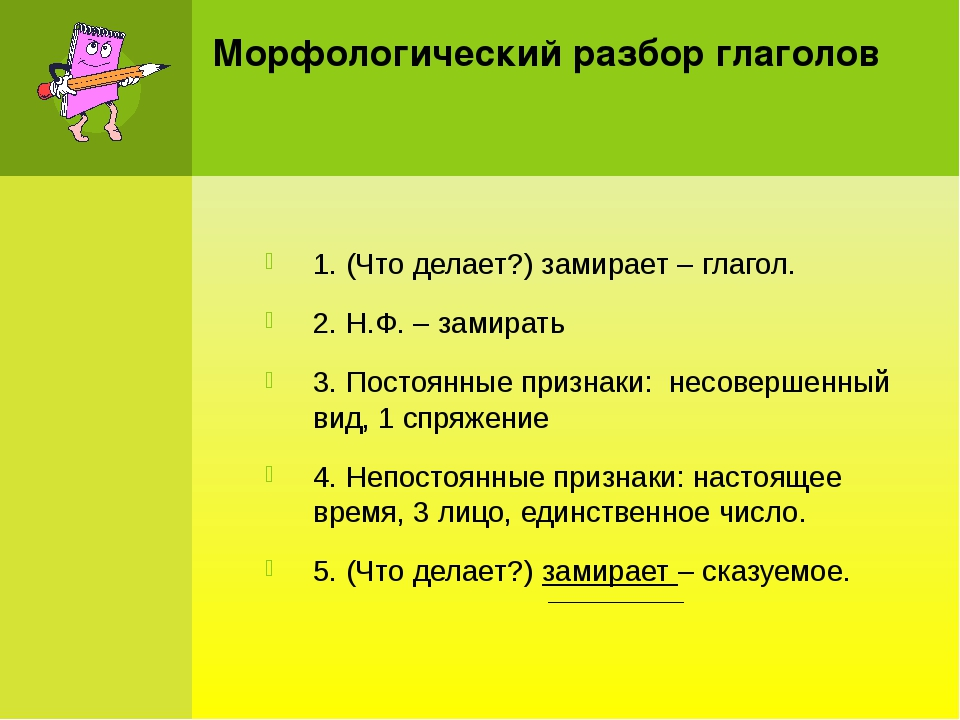 Морфологический разбор глаголов
1. (Что делает?) замирает – глагол.
2. Н.Ф. – замирать
3. Постоянные признаки: несовершенный
вид, 1 спряжение
4. Непостоянные признаки: настоящее
время, 3 лицо, единственное число.
5. (Что делает?) замирает – сказуемое.